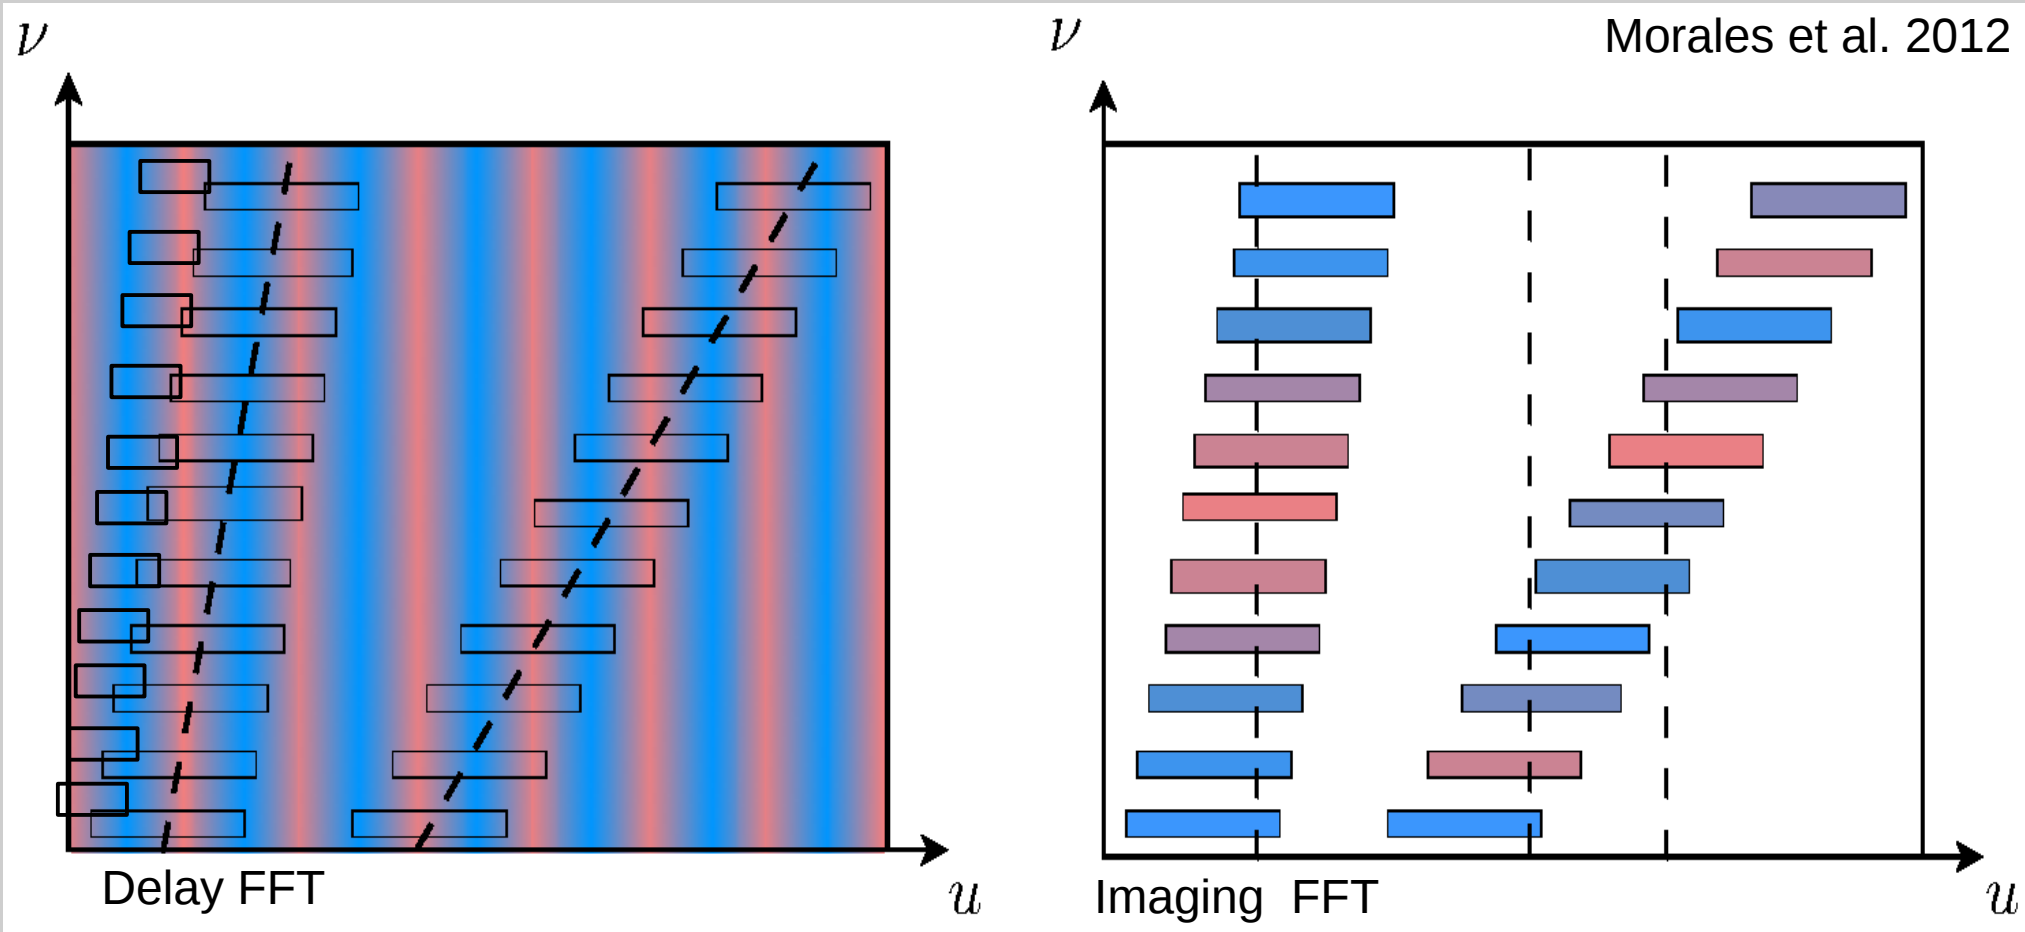 ν
ν
Morales et al. 2012
Delay FFT
u
Imaging FFT
u